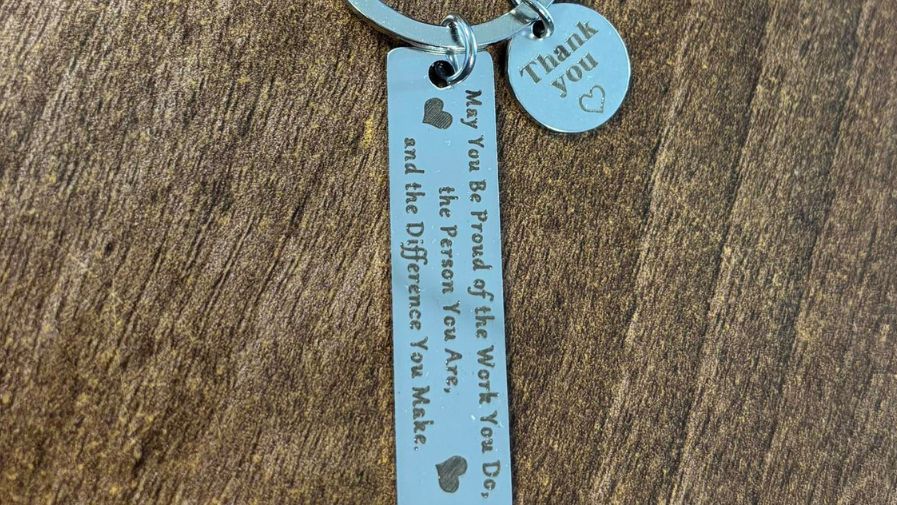 May You Be Proud of the Work You Do,
the Person You Are,
and the Difference You Make.
Thank
you